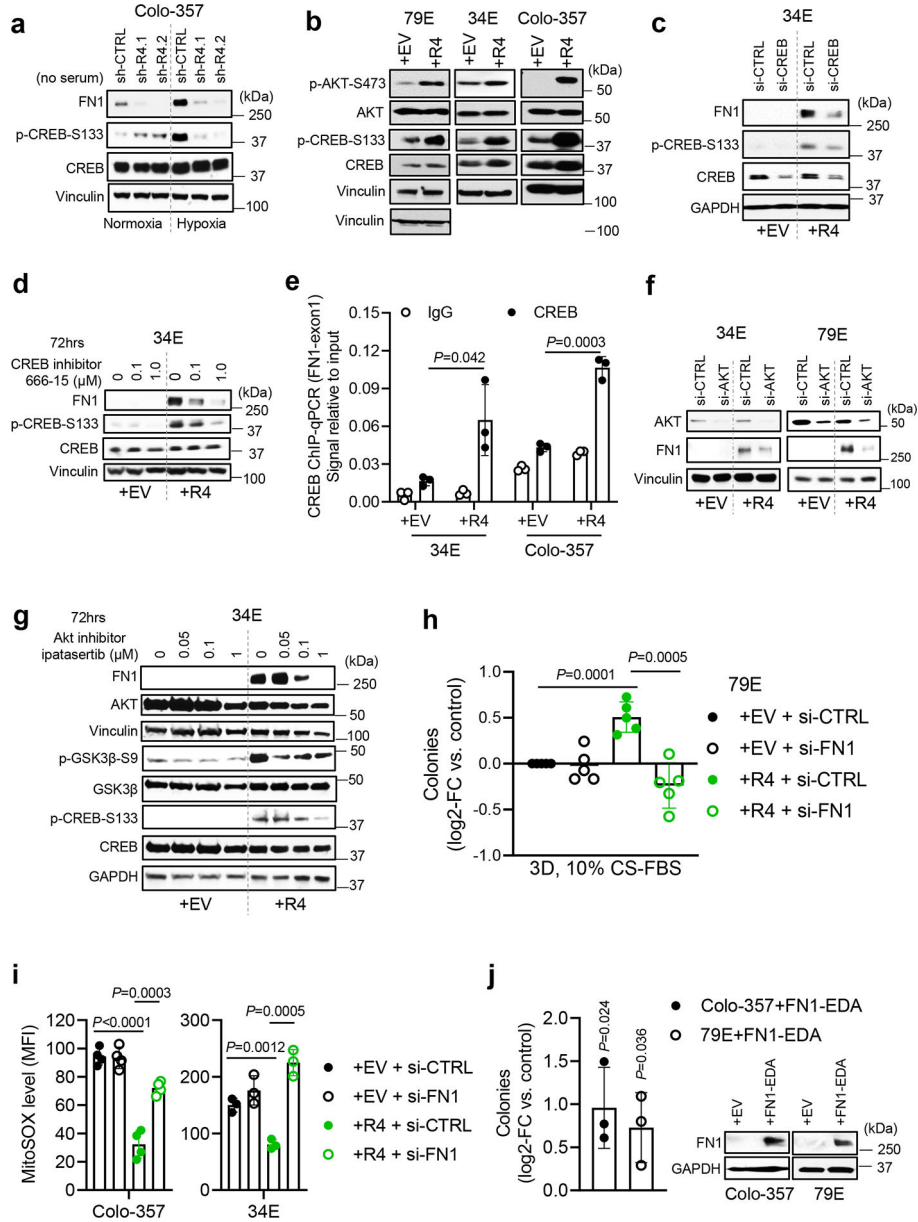 a
Colo-357
(no serum)
sh-CTRL
sh-R4.1
sh-R4.2
sh-CTRL
sh-R4.1
sh-R4.2
(kDa)
FN1
250
p-CREB-S133
37
CREB
37
Vinculin
100
Normoxia Hypoxia
b
79E 34E Colo-357
+EV
+R4
+EV
+R4
+EV
+R4
(kDa)
p-AKT-S473
50
AKT
50
p-CREB-S133
37
CREB
37
Vinculin
100
Vinculin
100
c
34E
si-CTRL
si-CREB
si-CTRL
si-CREB
(kDa)
FN1
250
p-CREB-S133
37
CREB
37
GAPDH
37
+EV +R4
d
72hrs 34E
CREB inhibitor
666-15 (µM)
0
0.1
1.0
0
0.1
1.0
(kDa)
FN1
250
p-CREB-S133
37
CREB
37
Vinculin
100
+EV +R4
e
CREB ChIP-qPCR (FN1-exon1)
Signal relative to input
0.15
0.12
0.09
0.06
0.03
0.00
IgG CREB
P=0.042
P=0.0003
+EV +R4 +EV +R4
34E Colo-357
f
34E 79E
si-CTRL
si-AKT
si-CTRL
si-AKT
si-CTRL
si-AKT
si-CTRL
si-AKT
(kDa)
AKT
50
FN1
250
Vinculin
100
+EV +R4 +EV +R4
g
72hrs 34E
Akt inhibitor
ipatasertib (µM)
0
0.05
0.1
1
0
0.05
0.1
1
(kDa)
FN1
250
AKT
50
Vinculin
100
p-GSK3β-S9
50
GSK3β
50
p-CREB-S133
37
CREB
37
GAPDH
37
+EV +R4
h
Colonies
(log2-FC vs. control)
1.0
0.5
0.0
-0.5
-1.0
P=0.0001
P=0.0005
3D, 10% CS-FBS
79E
+EV + si-CTRL
+EV + si-FN1
+R4 + si-CTRL
+R4 + si-FN1
i
MitoSOX level (MFI)
120
100
80
60
40
20
0
P=0.0003
P<0.0001
Colo-357
300
200
100
0
P=0.0005
P=0.0012
34E
+EV + si-CTRL
+EV + si-FN1
+R4 + si-CTRL
+R4 + si-FN1
j
Colonies
(log2-FC vs. control)
2.0
1.5
1.0
0.5
0.0
P=0.024
P=0.036
Colo-357+FN1-EDA
79E+FN1-EDA
+EV
+FN1-EDA
+EV
+FN1-EDA
(kDa)
FN1
250
GAPDH
37
Colo-357 79E